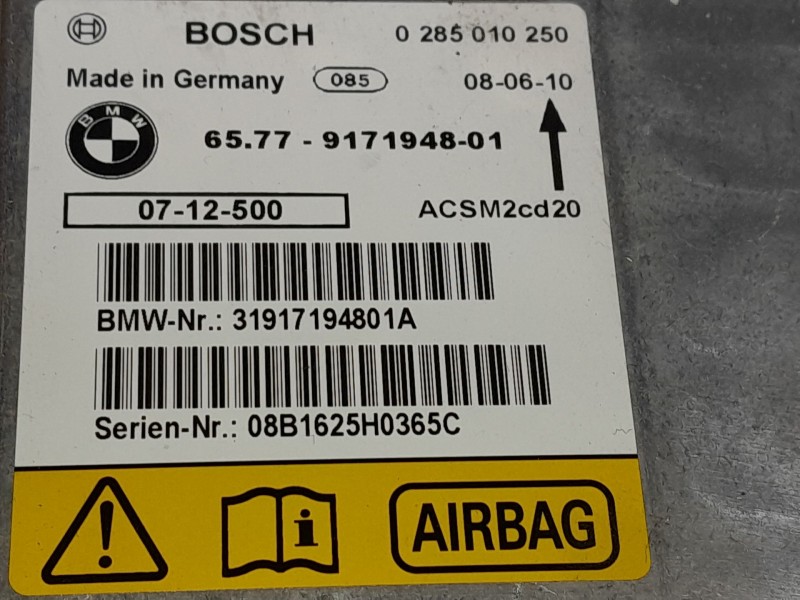 BOSCH 0 285 010 250
Made in Germany 085 08-06-10
BMW 65.77 - 9171948-01
07-12-500 ACSM2cd20
BMW-Nr.: 31917194801A
Serien-Nr.: 08B1625H0365C
! i AIRBAG